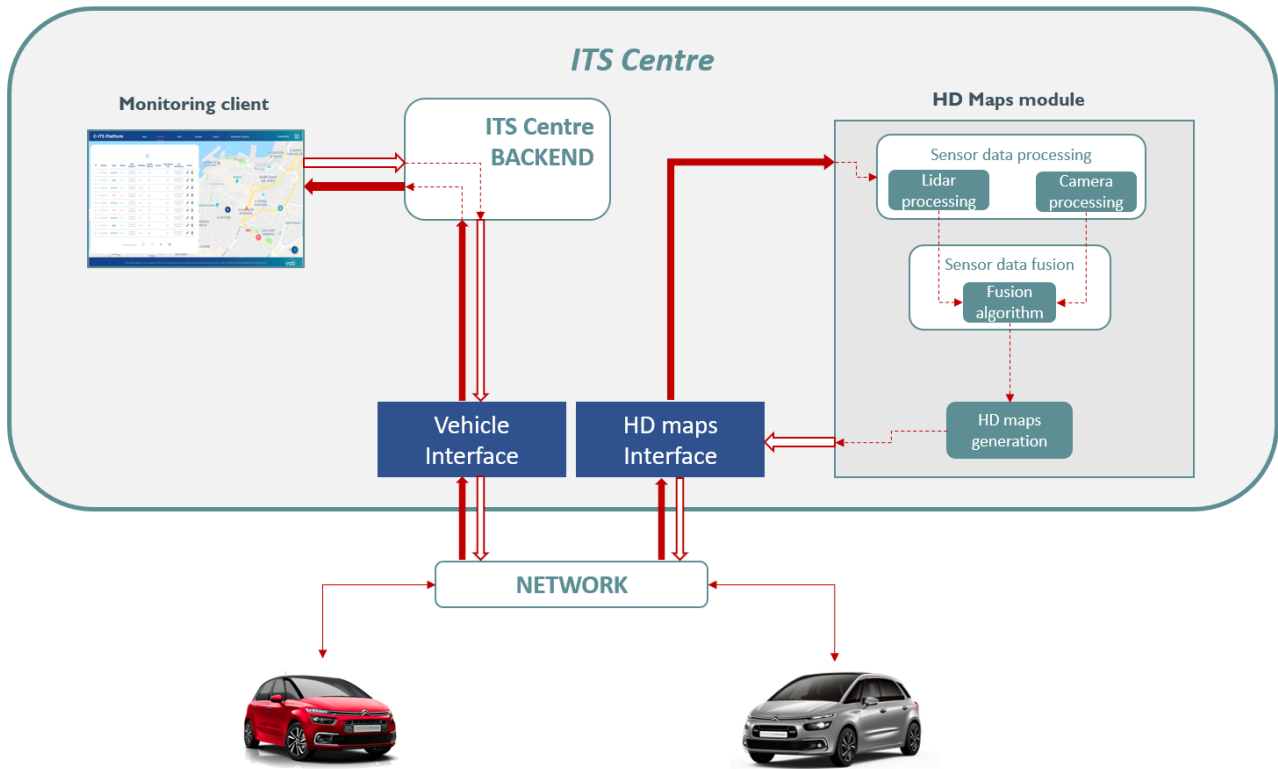 ITS Centre
Monitoring client
C-ITS Platform
ITS Centre
BACKEND
HD Maps module
Sensor data processing
Lidar
processing
Camera
processing
Sensor data fusion
Fusion
algorithm
HD maps
generation
Vehicle
Interface
HD maps
Interface
NETWORK